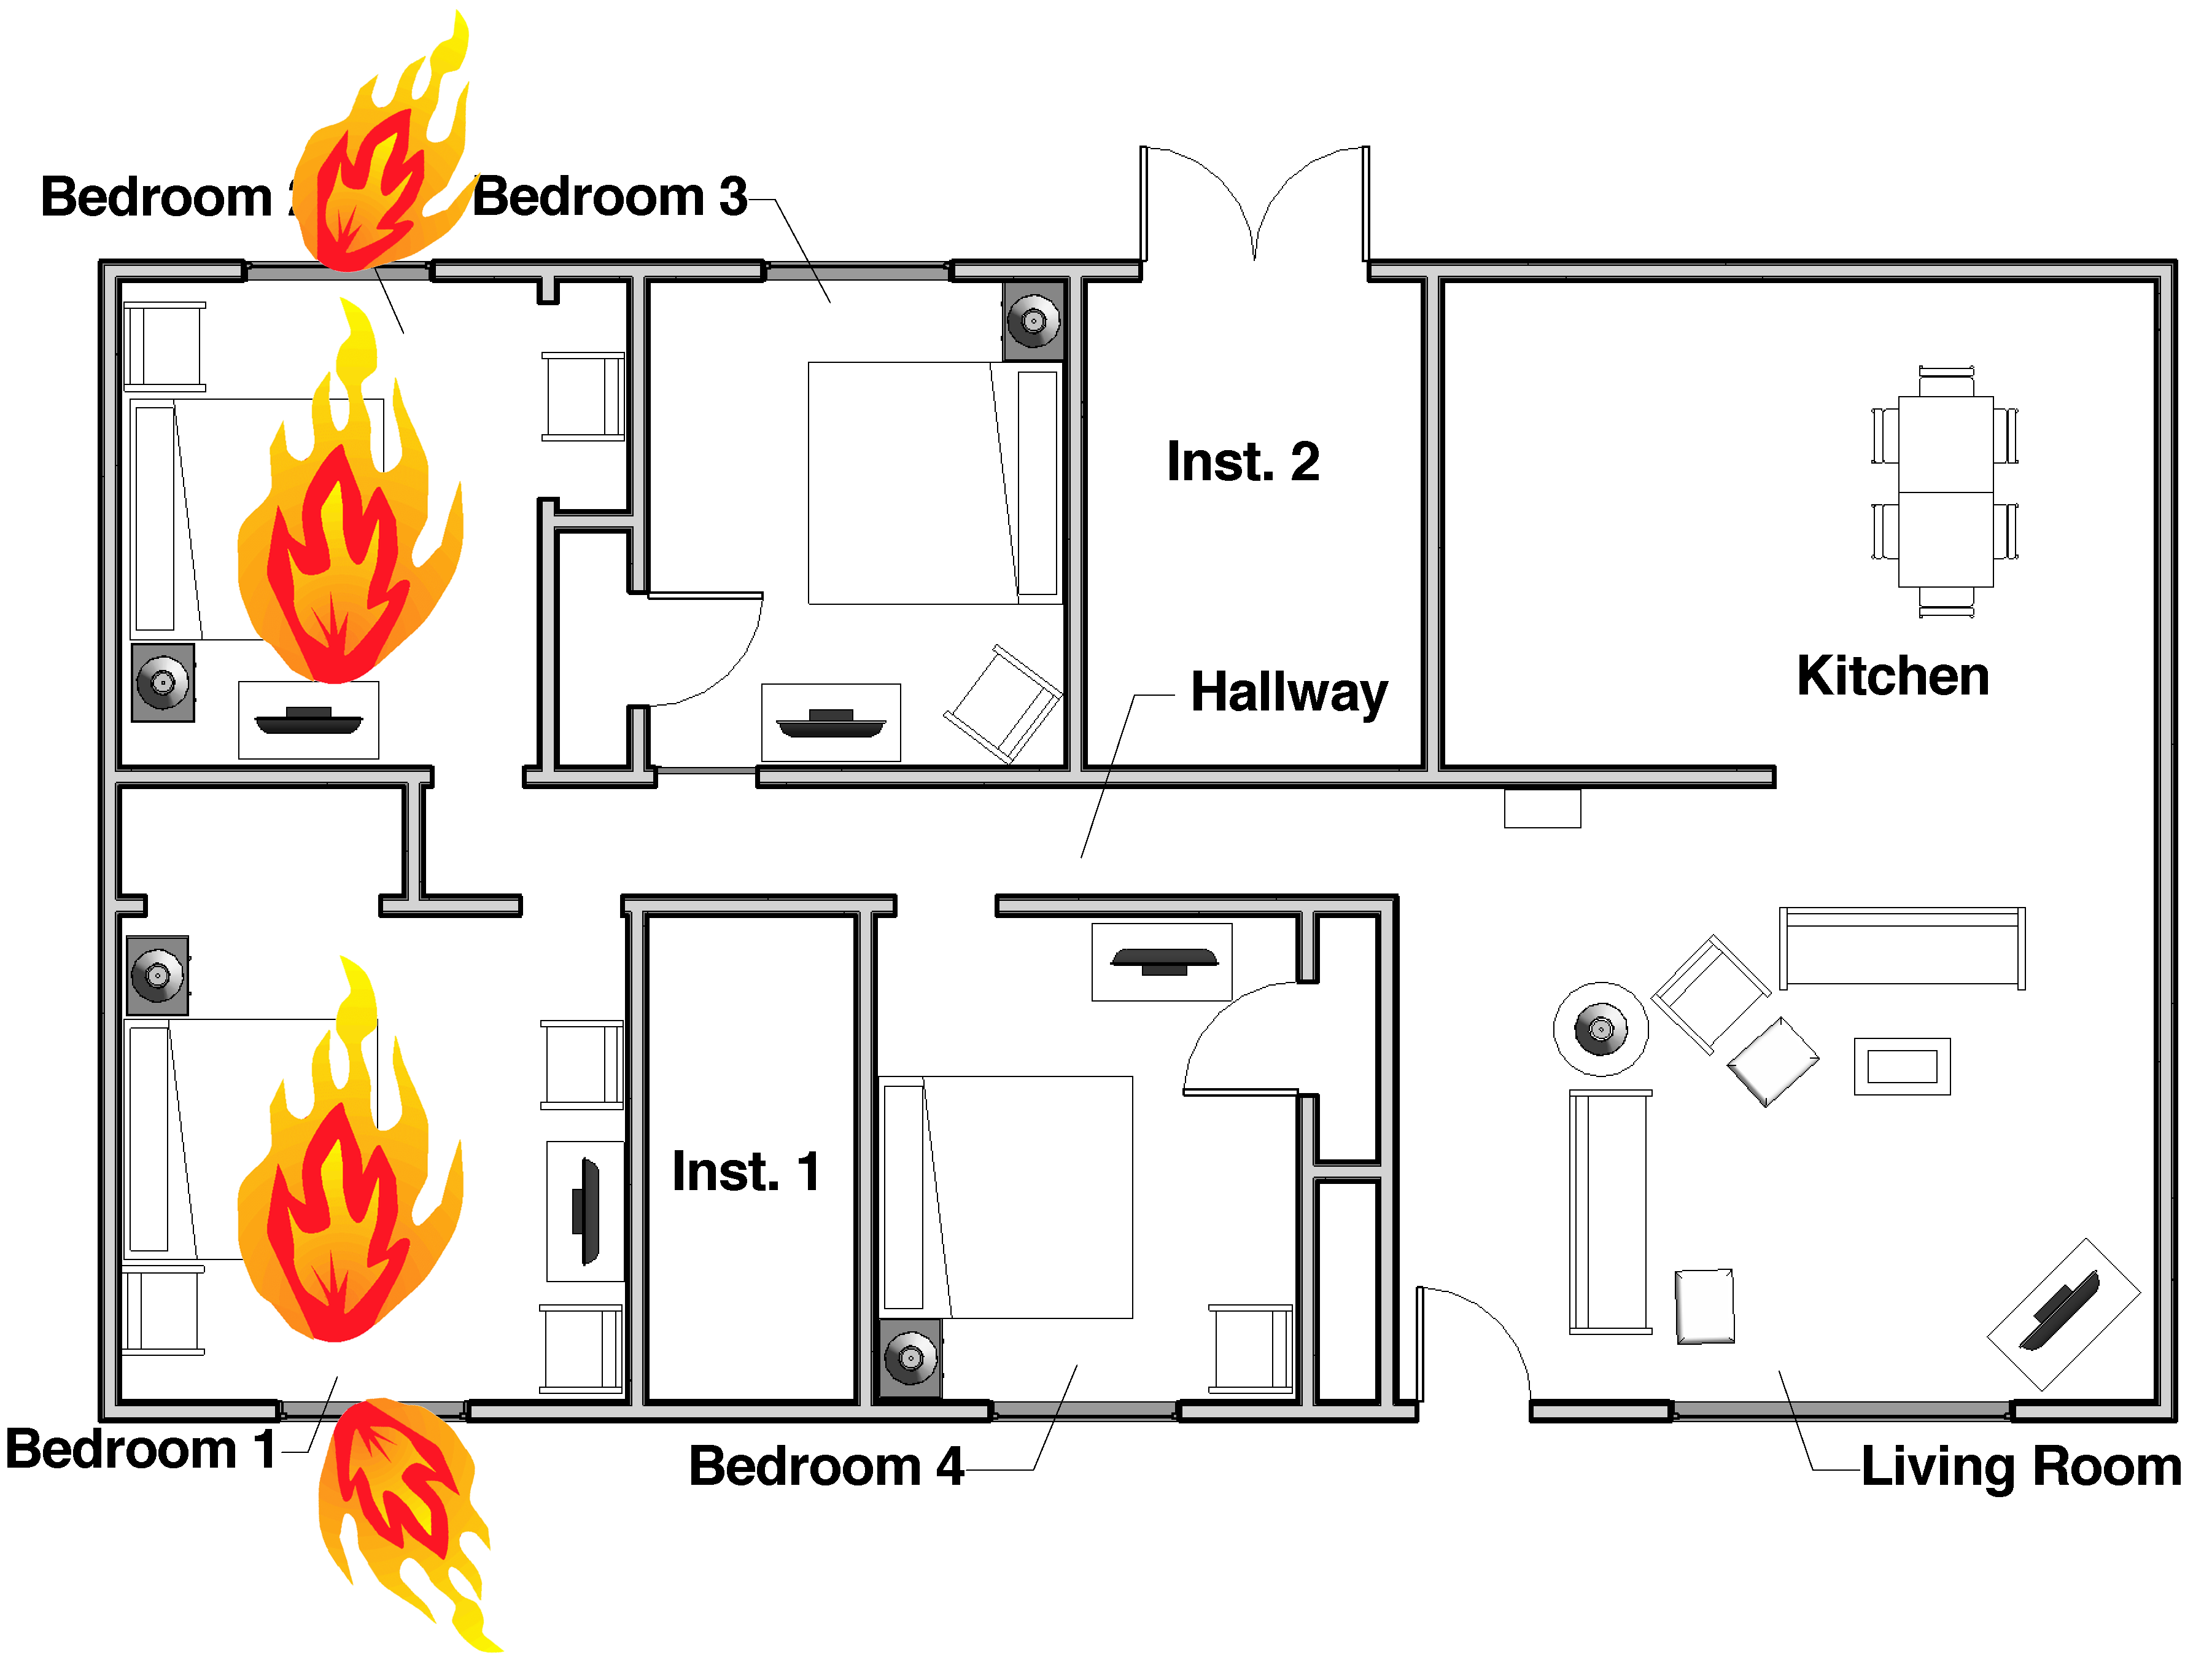 Bedroom
Bedroom 3
Inst. 2
Kitchen
Hallway
Inst. 1
Bedroom 1
Bedroom 4
Living Room